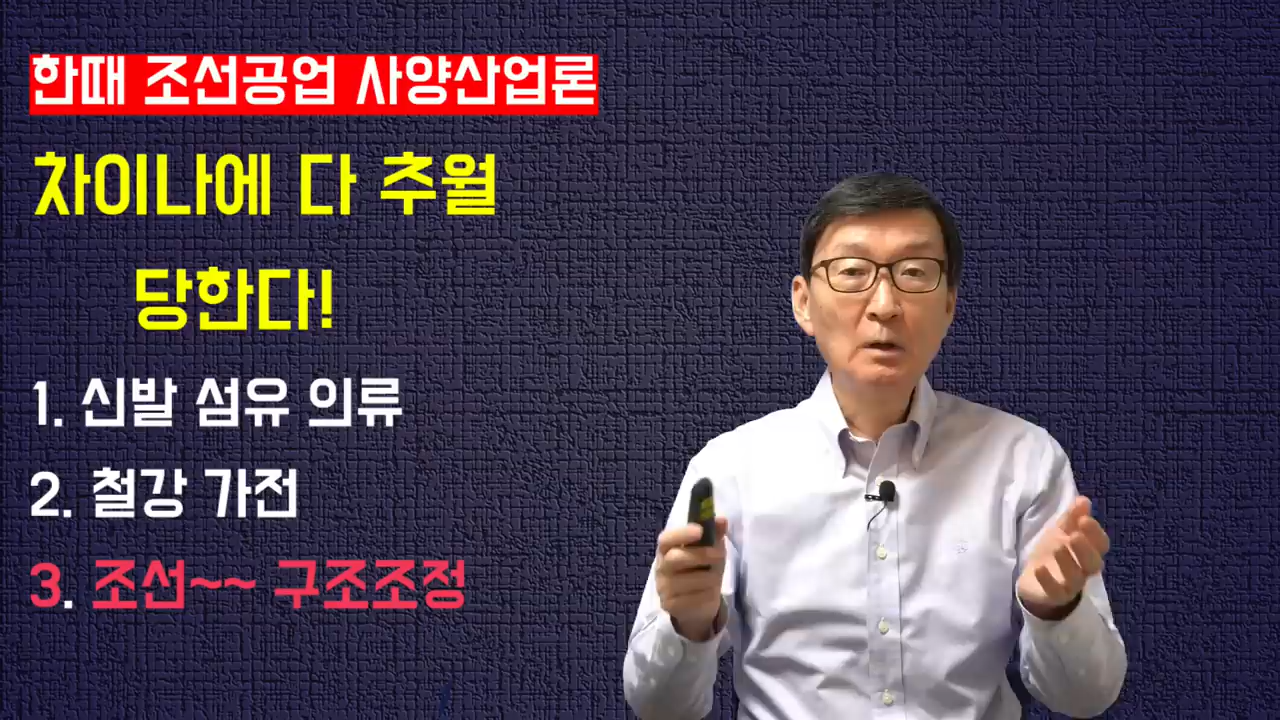 한때 조선공업 사양산업론
차이나에 다 추월
당한다!
1. 신발 섬유 의류
2. 철강 가전
3. 조선~~ 구조조정